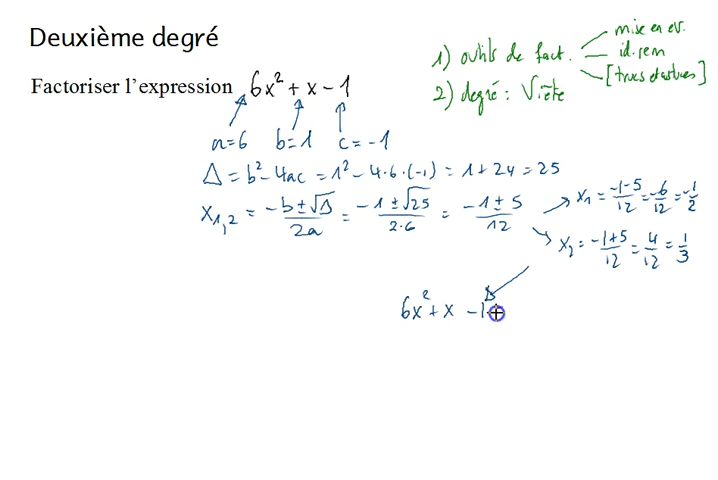 Deuxième degré
Factoriser l'expression 6x² + x − 1
1) outils de fact.
mise en ev.
id. rem
[trucs et astuces]
2) degré : Viète
a=6 b=1 c=−1
Δ = b² − 4ac = 1² − 4·6·(−1) = 1 + 24 = 25
x₁,₂ = (−b ± √Δ)/(2a) = (−1 ± √25)/(2·6) = (−1 ± 5)/12
x₁ = (−1−5)/12 = −6/12 = −1/2
x₂ = (−1+5)/12 = 4/12 = 1/3
6x² + x − 1